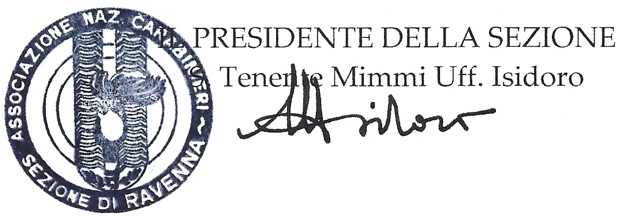 IL PRESIDENTE DELLA SEZIONE
Tenente Mimmi Uff. Isidoro
ASSOCIAZIONE NAZ. CARABINIERI
SEZIONE DI RAVENNA